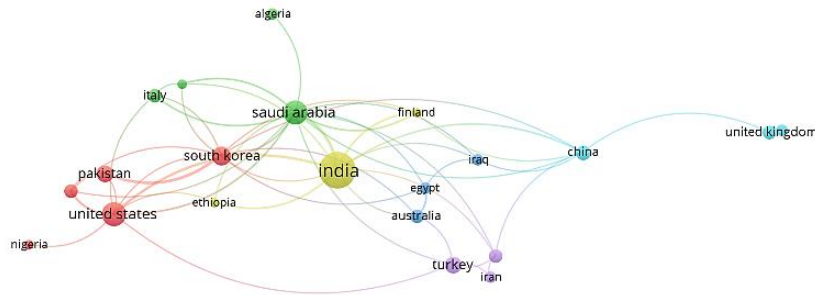 algeria
italy
saudi arabia
finland
united kingdom
south korea
china
iraq
pakistan
india
egypt
ethiopia
united states
australia
nigeria
turkey
iran